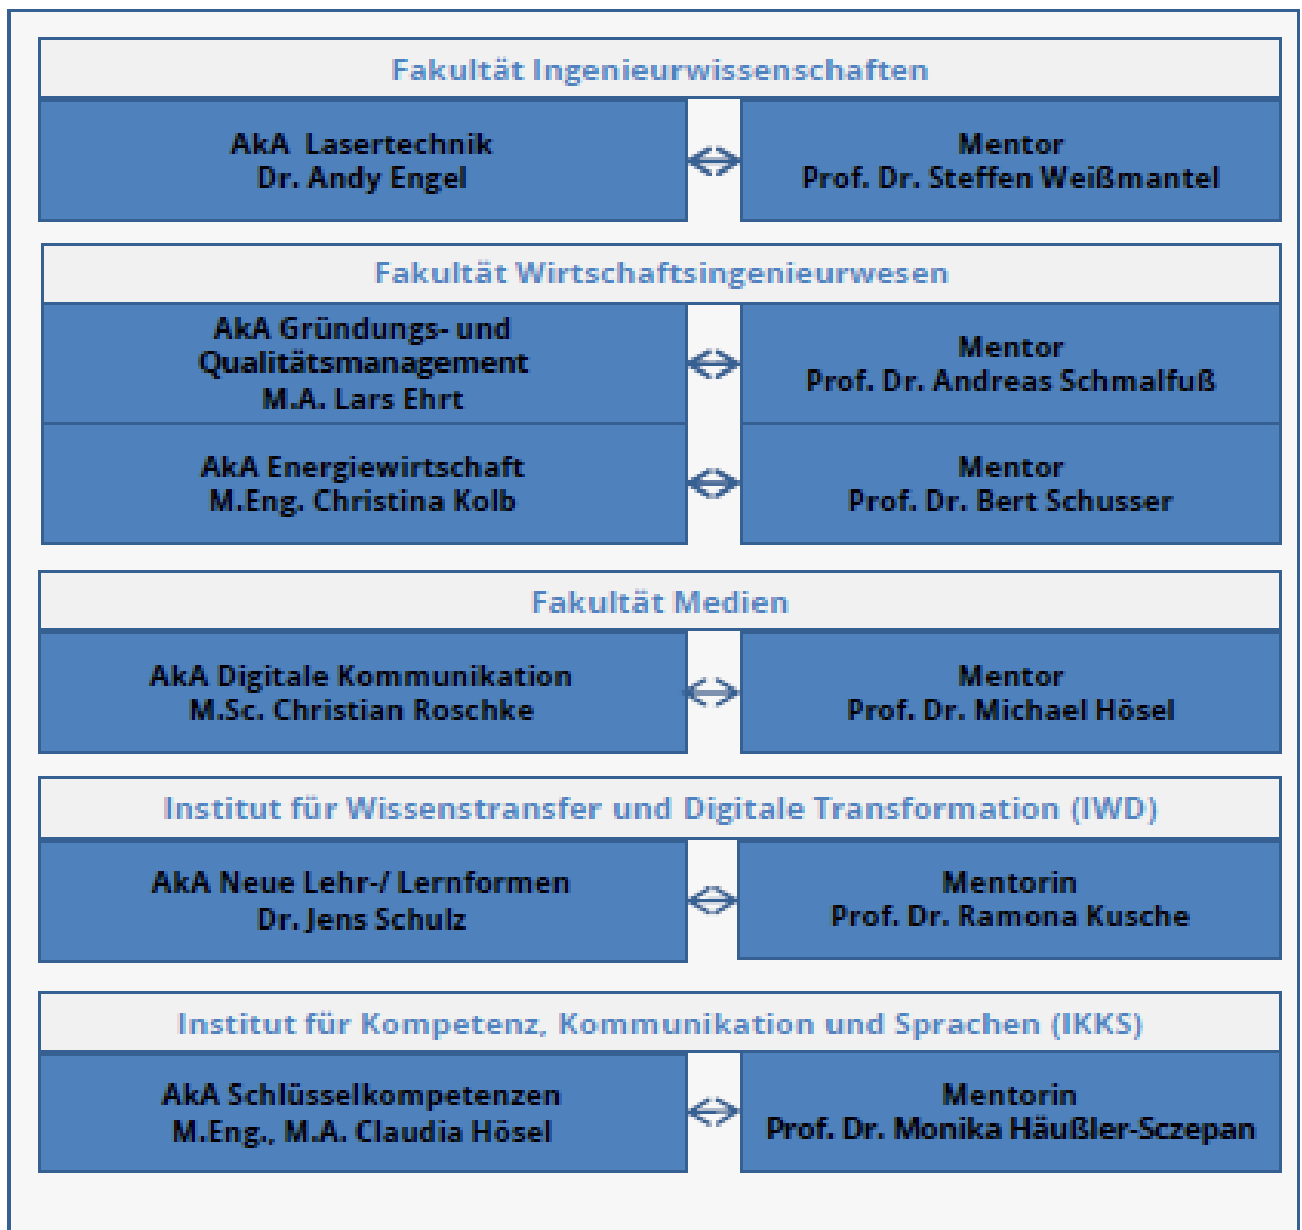 Fakultät Ingenieurwissenschaften
AkA Lasertechnik
Dr. Andy Engel
Mentor
Prof. Dr. Steffen Weißmantel
Fakultät Wirtschaftsingenieurwesen
AkA Gründungs- und
Qualitätsmanagement
M.A. Lars Ehrt
Mentor
Prof. Dr. Andreas Schmalfuß
AkA Energiewirtschaft
M.Eng. Christina Kolb
Mentor
Prof. Dr. Bert Schusser
Fakultät Medien
AkA Digitale Kommunikation
M.Sc. Christian Roschke
Mentor
Prof. Dr. Michael Hösel
Institut für Wissenstransfer und Digitale Transformation (IWD)
AkA Neue Lehr-/ Lernformen
Dr. Jens Schulz
Mentorin
Prof. Dr. Ramona Kusche
Institut für Kompetenz, Kommunikation und Sprachen (IKKS)
AkA Schlüsselkompetenzen
M.Eng., M.A. Claudia Hösel
Mentorin
Prof. Dr. Monika Häußler-Sczepan